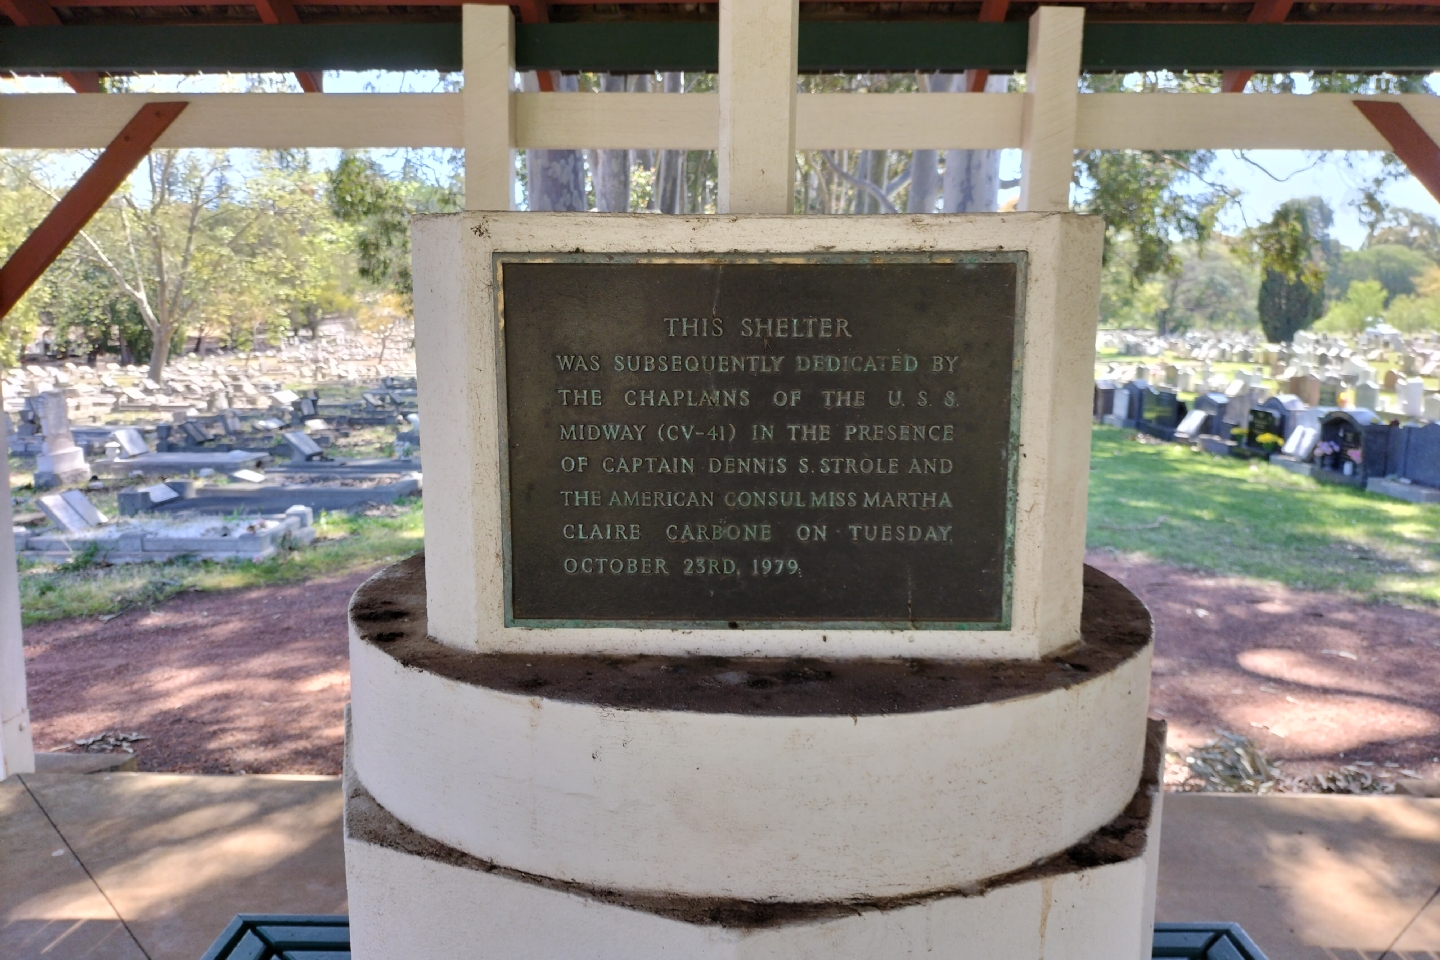 THIS SHELTER
WAS SUBSEQUENTLY DEDICATED BY
THE CHAPLAINS OF THE U. S. S.
MIDWAY (CV-41) IN THE PRESENCE
OF CAPTAIN DENNIS S. STROLE AND
THE AMERICAN CONSUL MISS MARTHA
CLAIRE CARBONE ON TUESDAY,
OCTOBER 23RD, 1979.